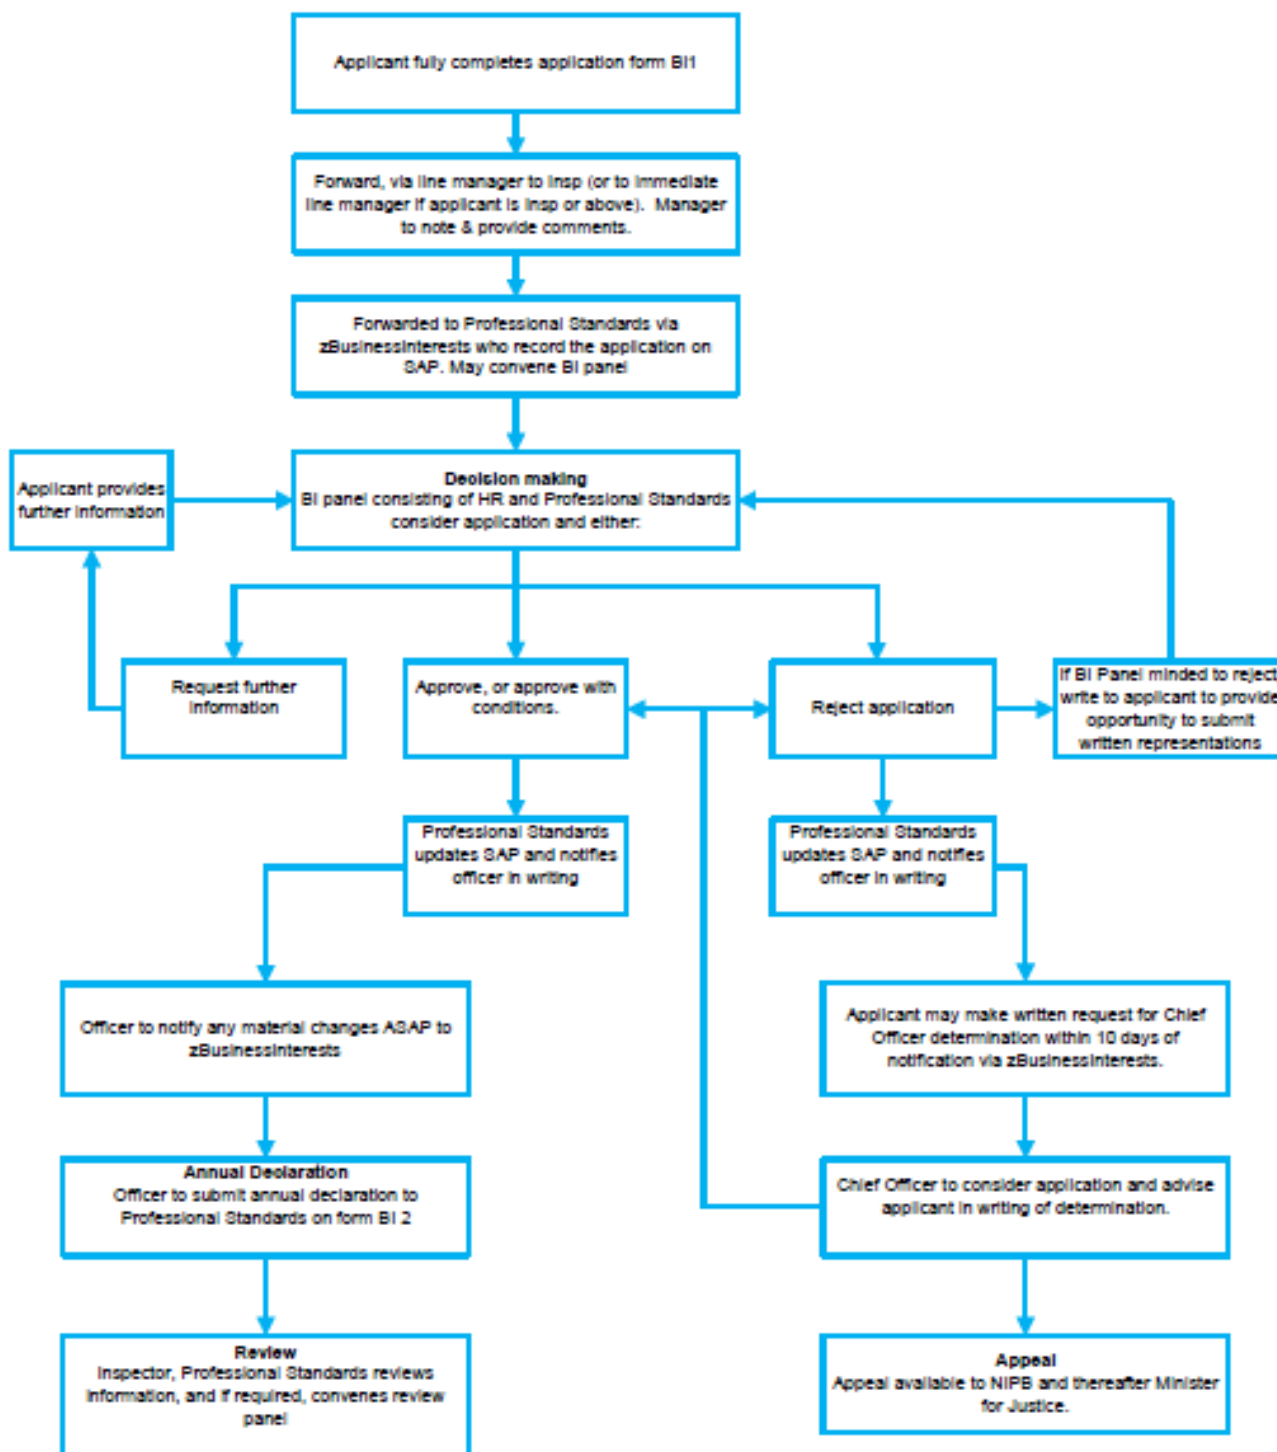 Applicant fully completes application form BI1
Forward, via line manager to Insp (or to immediate
line manager if applicant is Insp or above). Manager
to note & provide comments.
Forwarded to Professional Standards via
zBusinessInterests who record the application on
SAP. May convene BI panel
Applicant provides
further information
Decision making
BI panel consisting of HR and Professional Standards
consider application and either:
Request further
information
Approve, or approve with
conditions.
Reject application
If BI Panel minded to reject,
write to applicant to provide
opportunity to submit
written representations
Professional Standards
updates SAP and notifies
officer in writing
Professional Standards
updates SAP and notifies
officer in writing
Officer to notify any material changes ASAP to
zBusinessInterests
Applicant may make written request for Chief
Officer determination within 10 days of
notification via zBusinessInterests.
Annual Declaration
Officer to submit annual declaration to
Professional Standards on form BI 2
Chief Officer to consider application and advise
applicant in writing of determination.
Review
Inspector, Professional Standards reviews
information, and if required, convenes review
panel
Appeal
Appeal available to NIPB and thereafter Minister
for Justice.